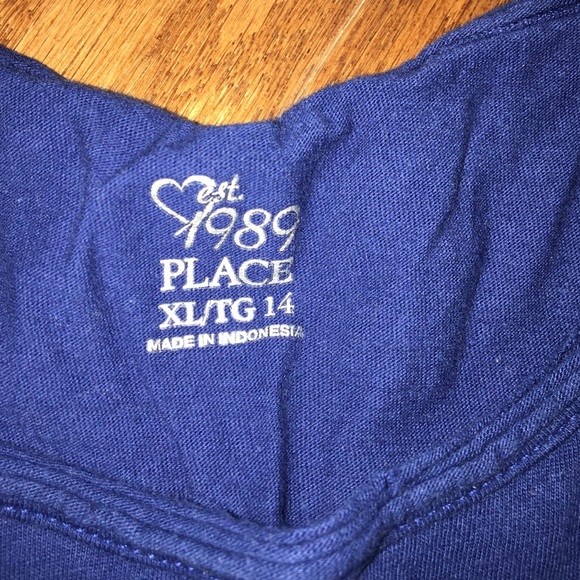 est.
1989
PLACE
XL/TG 14
MADE IN INDONESIA